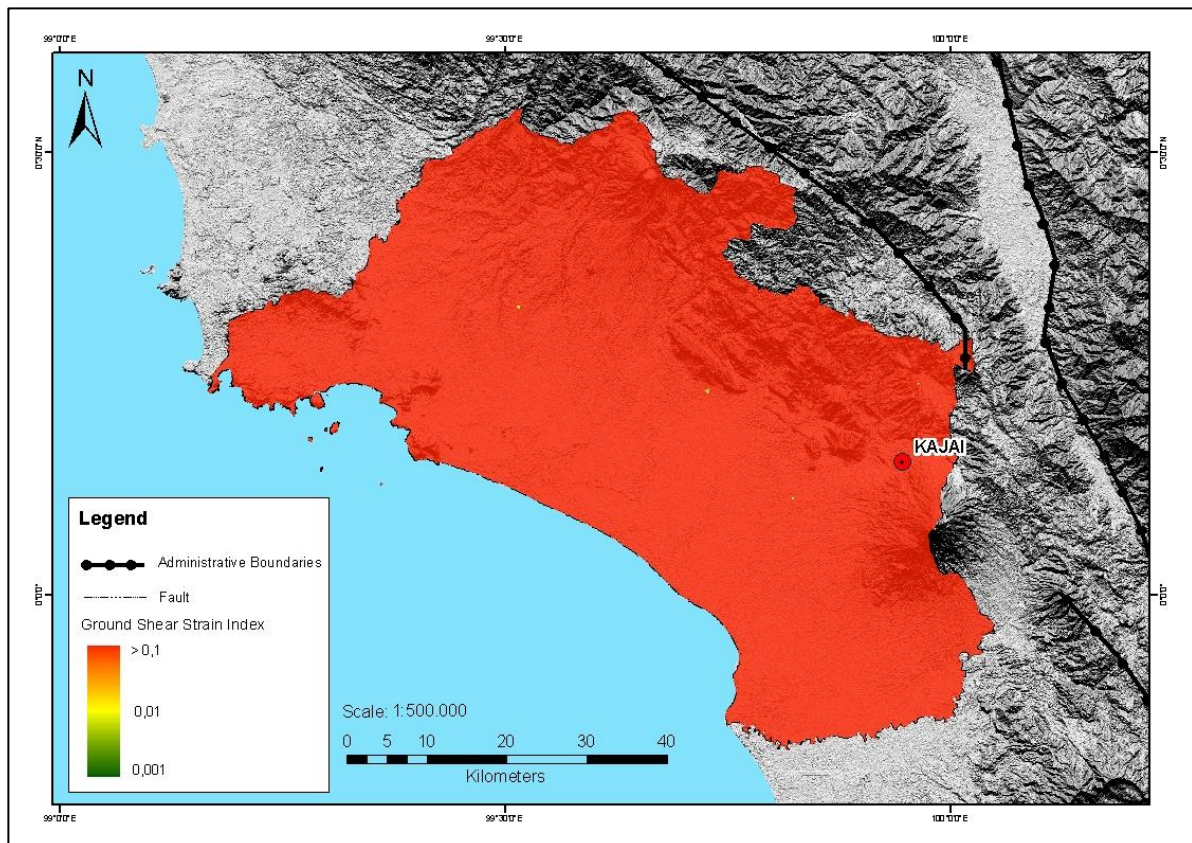 99°0'0"E
99°30'0"E
100°0'0"E
N
0°30'0"N
0°30'0"N
KAJAI
Legend
Administrative Boundaries
Fault
Ground Shear Strain Index
> 0,1
0,01
0,001
0°0'0"
0°0'0"
Scale: 1:500.000
0 5 10 20 30 40
Kilometers
99°0'0"E
99°30'0"E
100°0'0"E